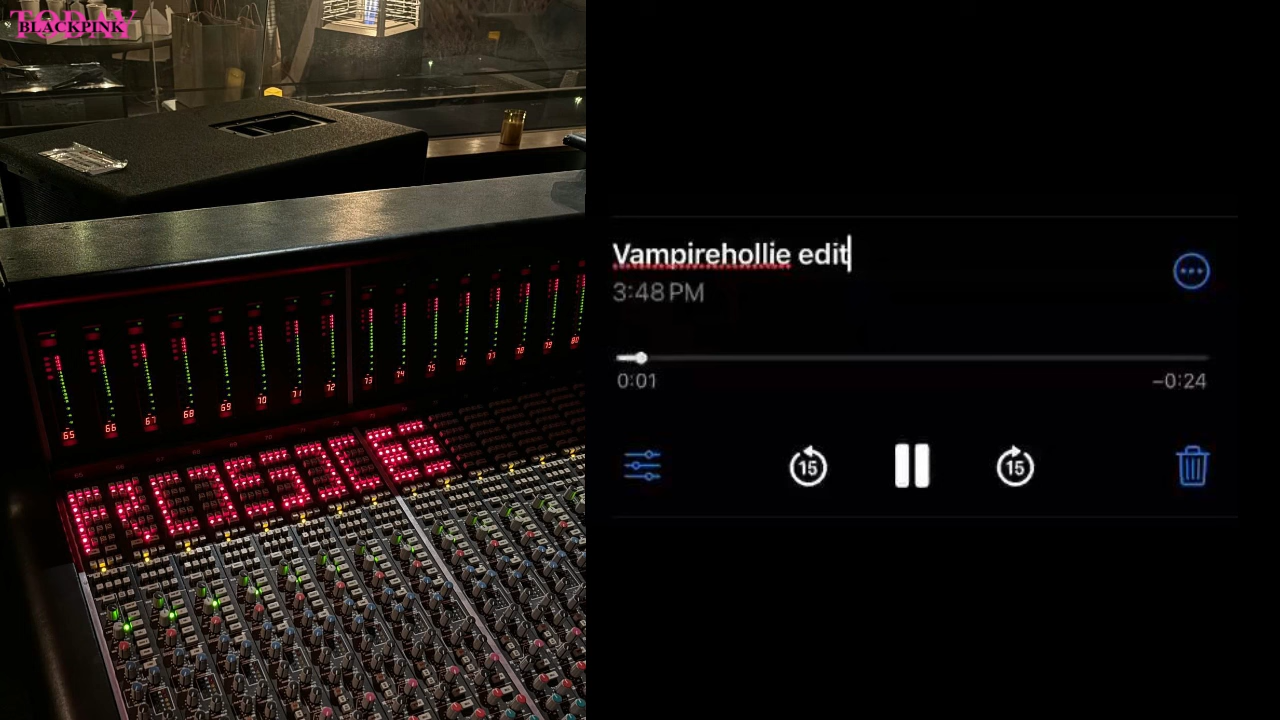 TODAY
BLACKPINK
65 66 67 68 69 70 71 72 73 74 75 76 77 78 79 80
ROSIE
Vampirehollie edit
3:48 PM
0:01
−0:24
15
15